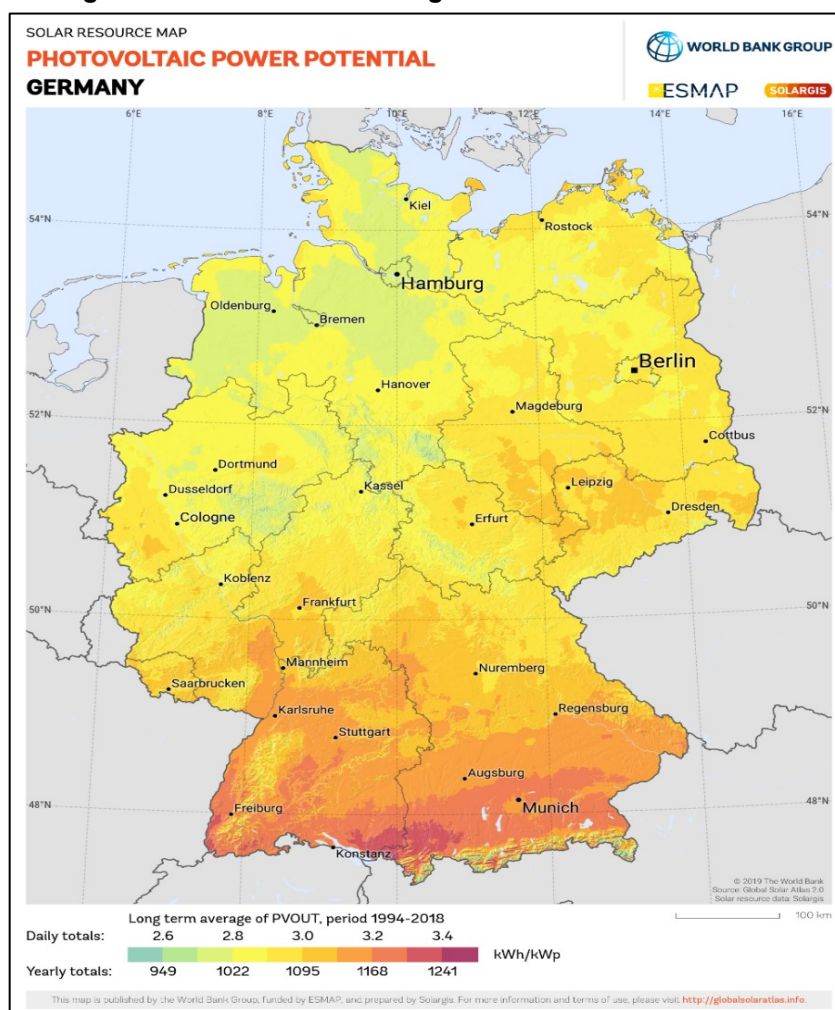 SOLAR RESOURCE MAP
PHOTOVOLTAIC POWER POTENTIAL
GERMANY
WORLD BANK GROUP
ESMAP
SOLARGIS
6°E 8°E 10°E 12°E 14°E 16°E
Kiel
54°N 54°N
Rostock
Hamburg
Oldenburg
Bremen
Berlin
Hanover
Magdeburg
52°N 52°N
Cottbus
Dortmund
Dusseldorf
Kassel
Leipzig
Dresden
Cologne
Erfurt
Koblenz
Frankfurt
50°N 50°N
Mannheim
Nuremberg
Saarbrucken
Karlsruhe
Regensburg
Stuttgart
Augsburg
48°N 48°N
Freiburg
Munich
Konstanz
© 2019 The World Bank
Source: Global Solar Atlas 2.0
Solar resource data: Solargis
Long term average of PVOUT, period 1994-2018
100 km
Daily totals: 2.6 2.8 3.0 3.2 3.4
kWh/kWp
Yearly totals: 949 1022 1095 1168 1241
This map is published by the World Bank Group, funded by ESMAP, and prepared by Solargis. For more information and terms of use, please visit http://globalsolaratlas.info.